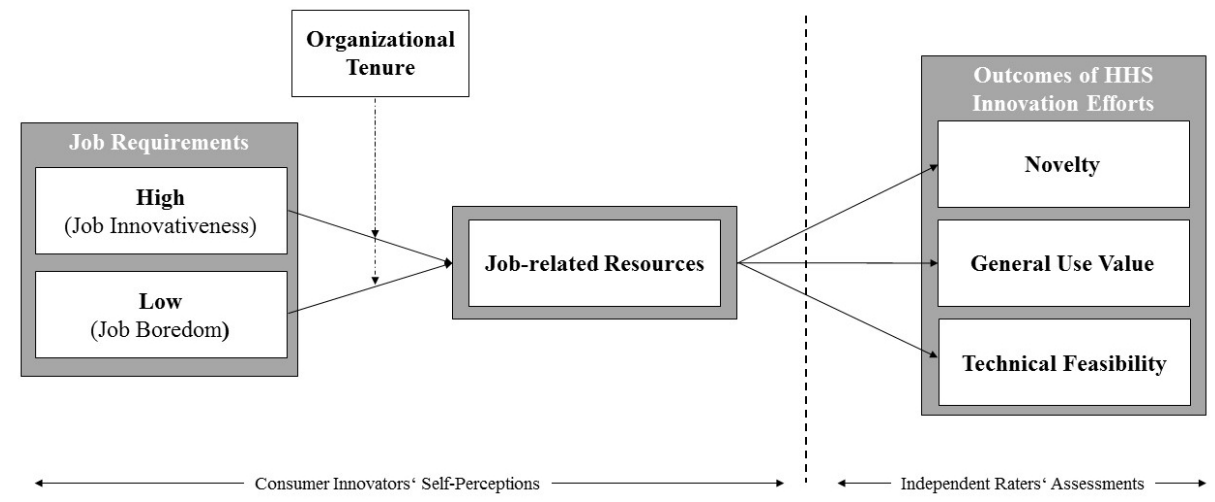 Organizational
Tenure
Job Requirements
High
(Job Innovativeness)
Low
(Job Boredom)
Job-related Resources
Outcomes of HHS
Innovation Efforts
Novelty
General Use Value
Technical Feasibility
Consumer Innovators‘ Self-Perceptions
Independent Raters‘ Assessments